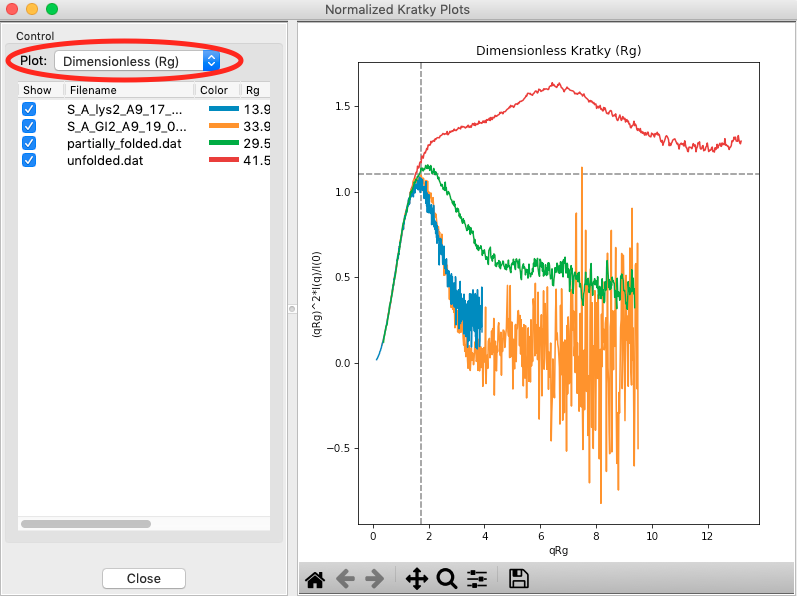 Normalized Kratky Plots
Control
Plot: Dimensionless (Rg)
Show Filename Color Rg
S_A_lys2_A9_17_... 13.9
S_A_GI2_A9_19_0... 33.9
partially_folded.dat 29.5
unfolded.dat 41.5
Close
Dimensionless Kratky (Rg)
1.5
1.0
0.5
0.0
−0.5
(qRg)^2*I(q)/I(0)
0 2 4 6 8 10 12
qRg